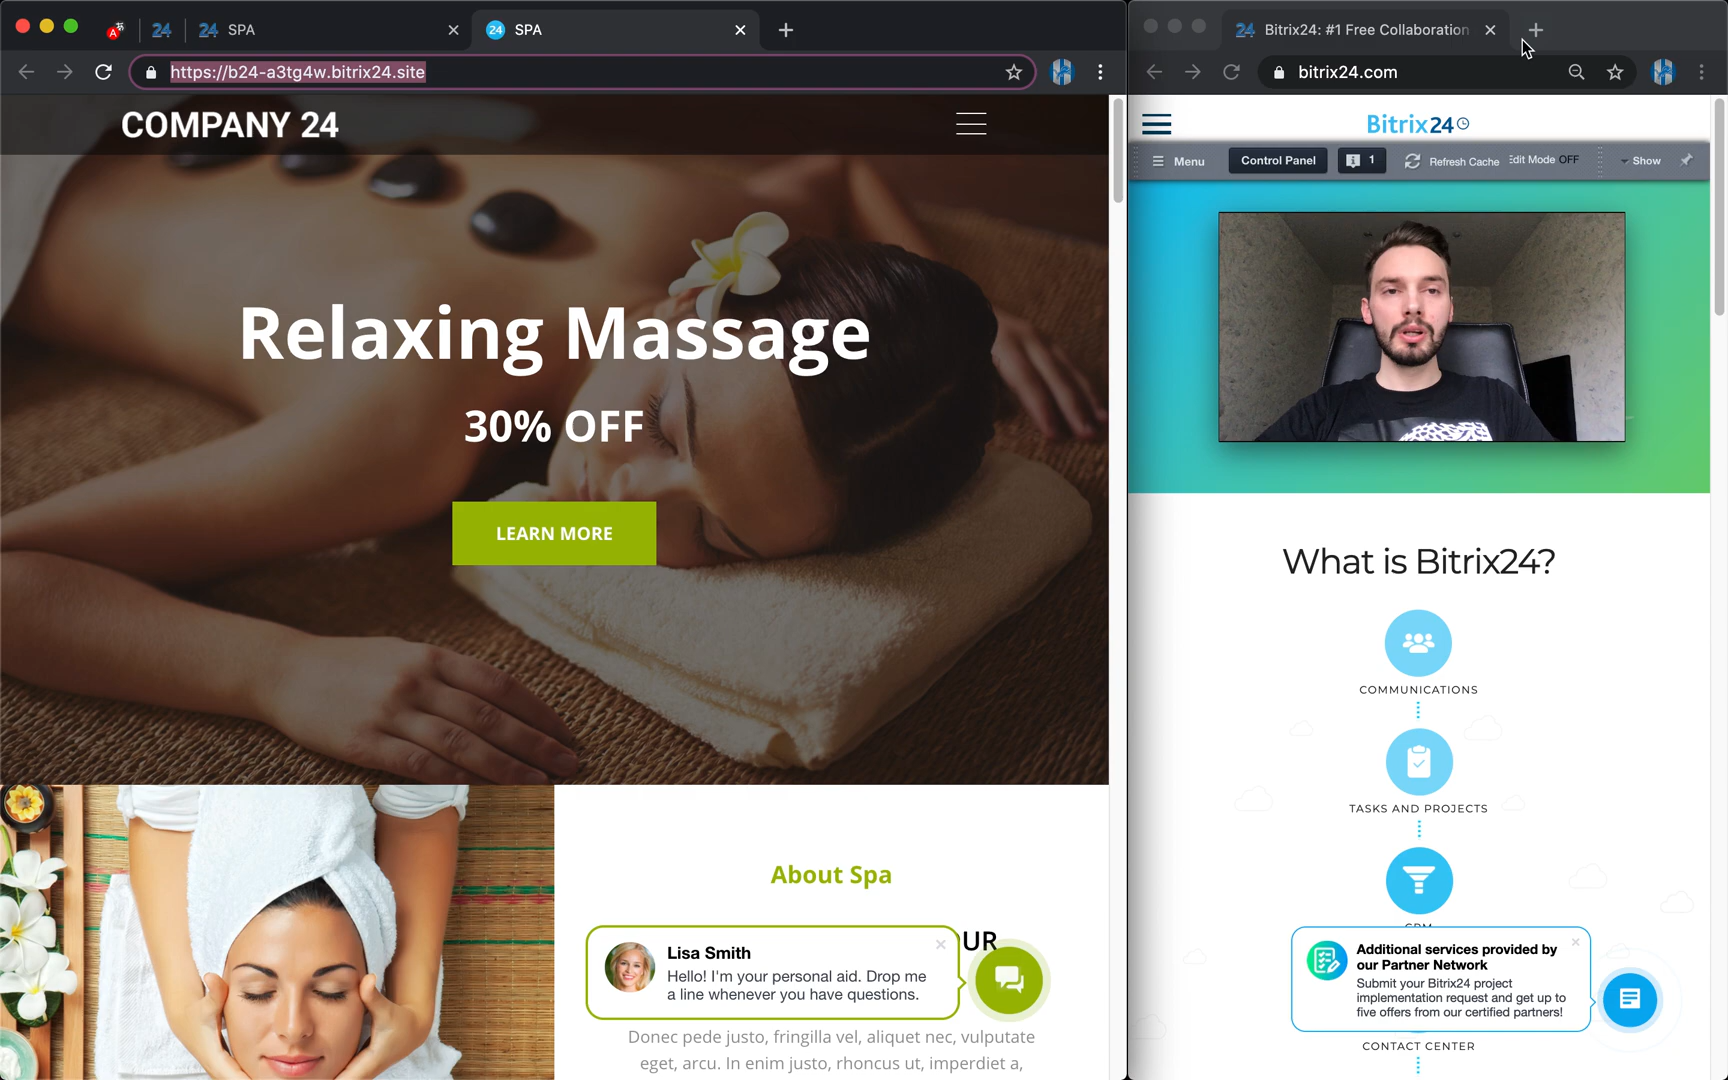 24
24 SPA
24 SPA
https://b24-a3tg4w.bitrix24.site
COMPANY 24
Relaxing Massage
30% OFF
LEARN MORE
About Spa
OUR
Lisa Smith
Hello! I'm your personal aid. Drop me
a line whenever you have questions.
Donec pede justo, fringilla vel, aliquet nec, vulputate
eget, arcu. In enim justo, rhoncus ut, imperdiet a,
24 Bitrix24: #1 Free Collaboration
bitrix24.com
Bitrix24
Menu
Control Panel
1
Refresh Cache
Edit Mode OFF
Show
What is Bitrix24?
COMMUNICATIONS
TASKS AND PROJECTS
CRM
Additional services provided by
our Partner Network
Submit your Bitrix24 project
implementation request and get up to
five offers from our certified partners!
CONTACT CENTER